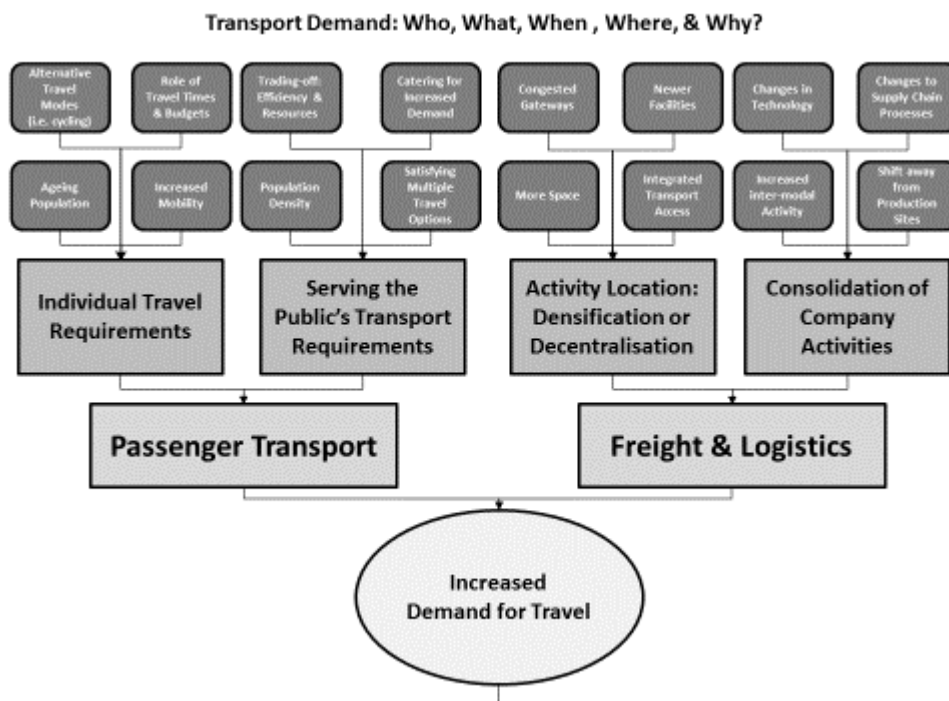 Transport Demand: Who, What, When , Where, & Why?
Alternative
Travel
Modes
(i.e. cycling)
Role of
Travel Times
& Budgets
Trading-off:
Efficiency &
Resources
Catering for
Increased
Demand
Congested
Gateways
Newer
Facilities
Changes in
Technology
Changes to
Supply Chain
Processes
Ageing
Population
Increased
Mobility
Population
Density
Satisfying
Multiple
Travel
Options
More Space
Integrated
Transport
Access
Increased
inter-modal
Activity
Shift away
from
Production
Sites
Individual Travel
Requirements
Serving the
Public's Transport
Requirements
Activity Location:
Densification or
Decentralisation
Consolidation of
Company
Activities
Passenger Transport
Freight & Logistics
Increased
Demand for Travel